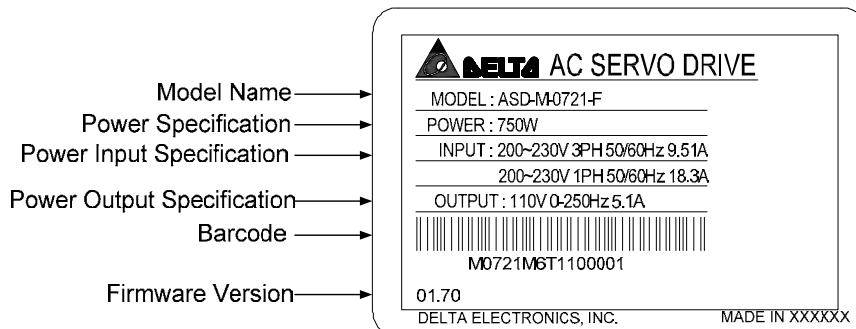 DELTA AC SERVO DRIVE
Model Name
MODEL : ASD-M-0721-F
Power Specification
POWER : 750W
Power Input Specification
INPUT : 200~230V 3PH 50/60Hz 9.51A
200~230V 1PH 50/60Hz 18.3A
Power Output Specification
OUTPUT : 110V 0-250Hz 5.1A
Barcode
M0721M6T1100001
Firmware Version
01.70
DELTA ELECTRONICS, INC. MADE IN XXXXXX